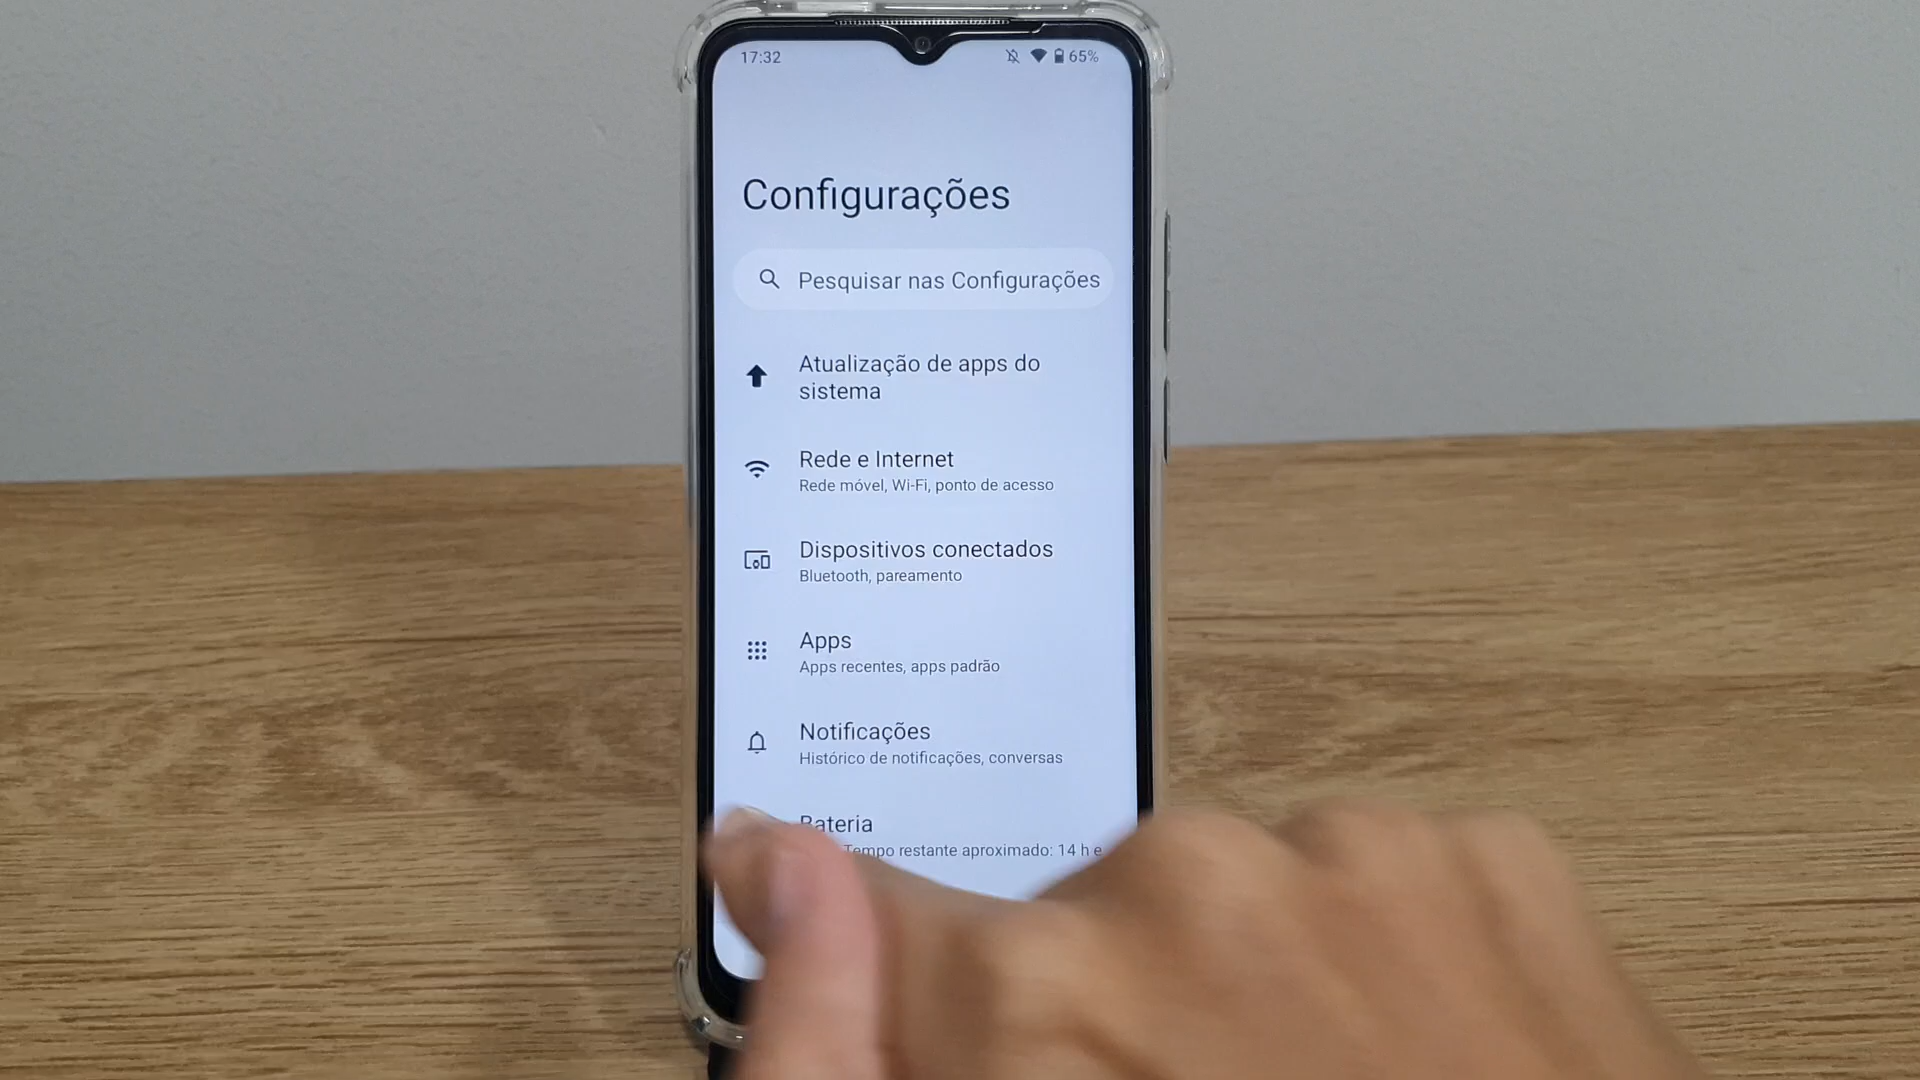 17:32
65%
Configurações
Pesquisar nas Configurações
Atualização de apps do
sistema
Rede e Internet
Rede móvel, Wi-Fi, ponto de acesso
Dispositivos conectados
Bluetooth, pareamento
Apps
Apps recentes, apps padrão
Notificações
Histórico de notificações, conversas
Bateria
Tempo restante aproximado: 14 h e